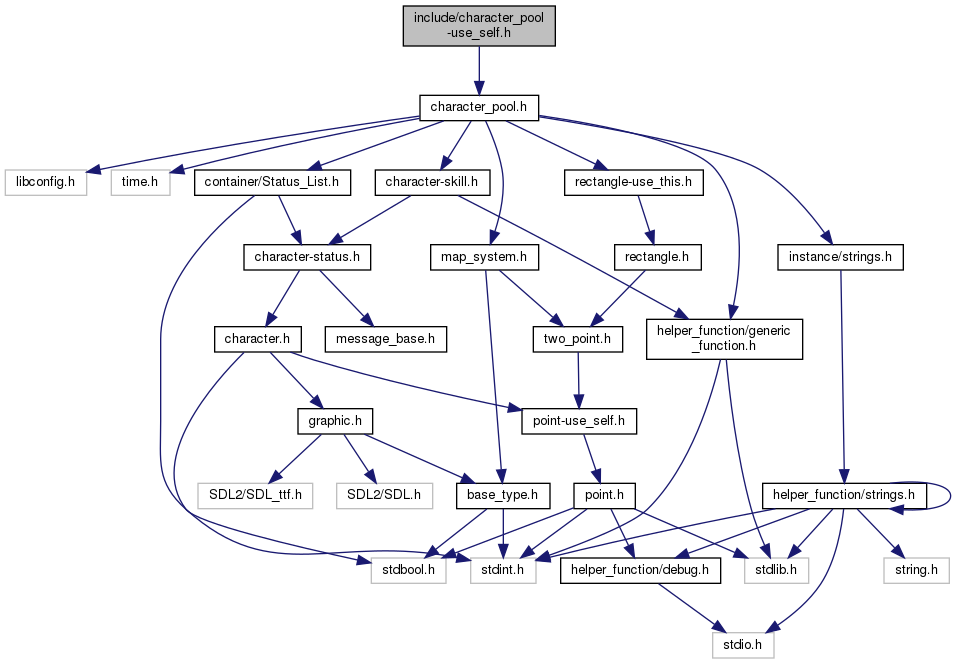 include/character_pool
-use_self.h
character_pool.h
libconfig.h
time.h
container/Status_List.h
character-skill.h
rectangle-use_this.h
character-status.h
map_system.h
rectangle.h
instance/strings.h
character.h
message_base.h
two_point.h
helper_function/generic
_function.h
graphic.h
point-use_self.h
SDL2/SDL_ttf.h
SDL2/SDL.h
base_type.h
point.h
helper_function/strings.h
stdbool.h
stdint.h
helper_function/debug.h
stdlib.h
string.h
stdio.h